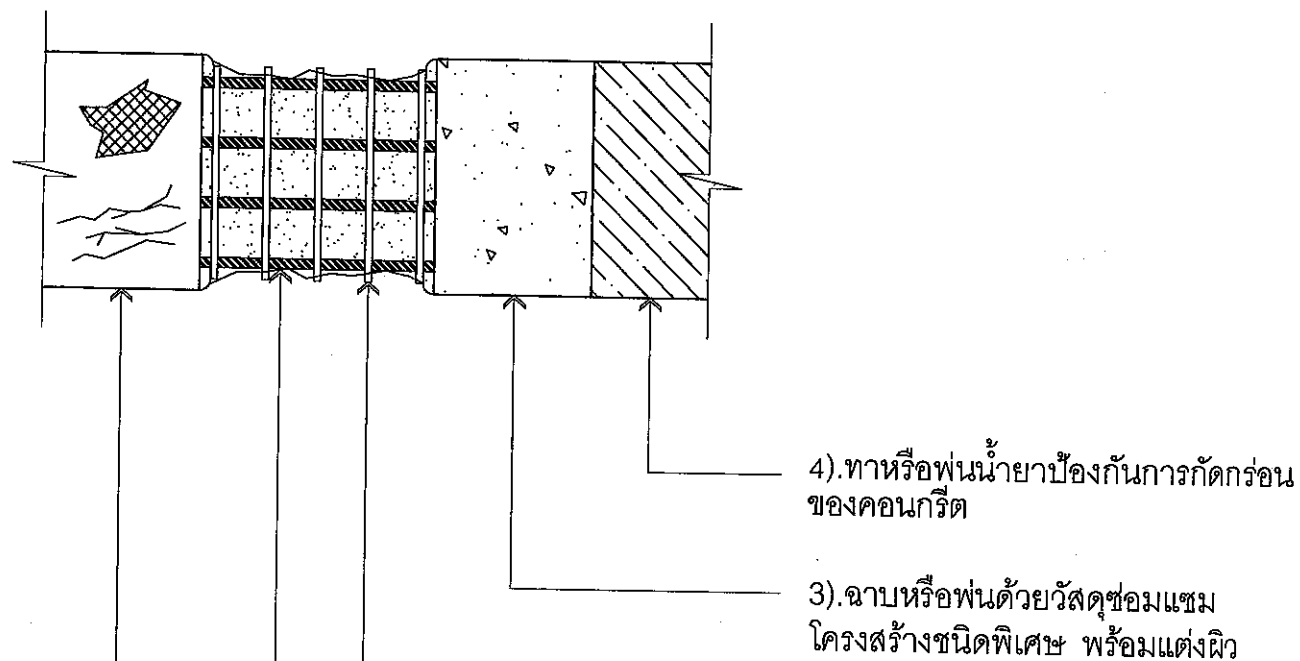 4).ทาหรือพ่นน้ำยาป้องกันการกัดกร่อน
ของคอนกรีต
3).ฉาบหรือพ่นด้วยวัสดุซ่อมแซม
โครงสร้างชนิดพิเศษ พร้อมแต่งผิว